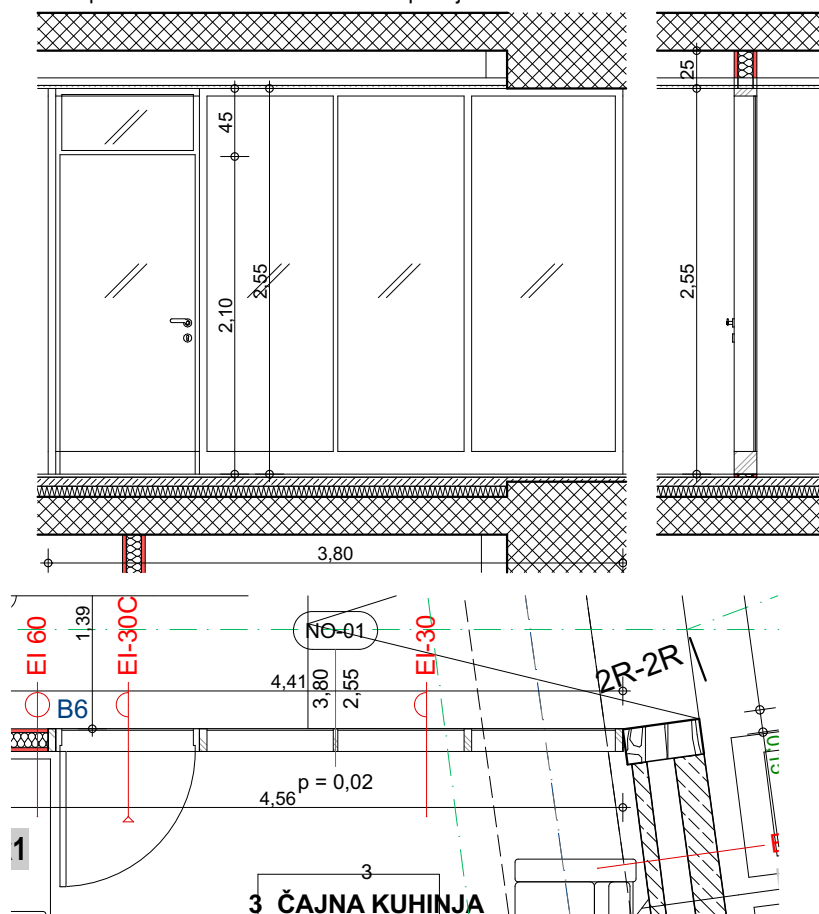 25
45
2,55
2,10
2,55
3,80
1,39
EI 60
EI-30C
NO-01
EI-30
2R-2R
4,41
3,80
2,55
B6
p = 0,02
4,56
1
3
3 ČAJNA KUHINJA